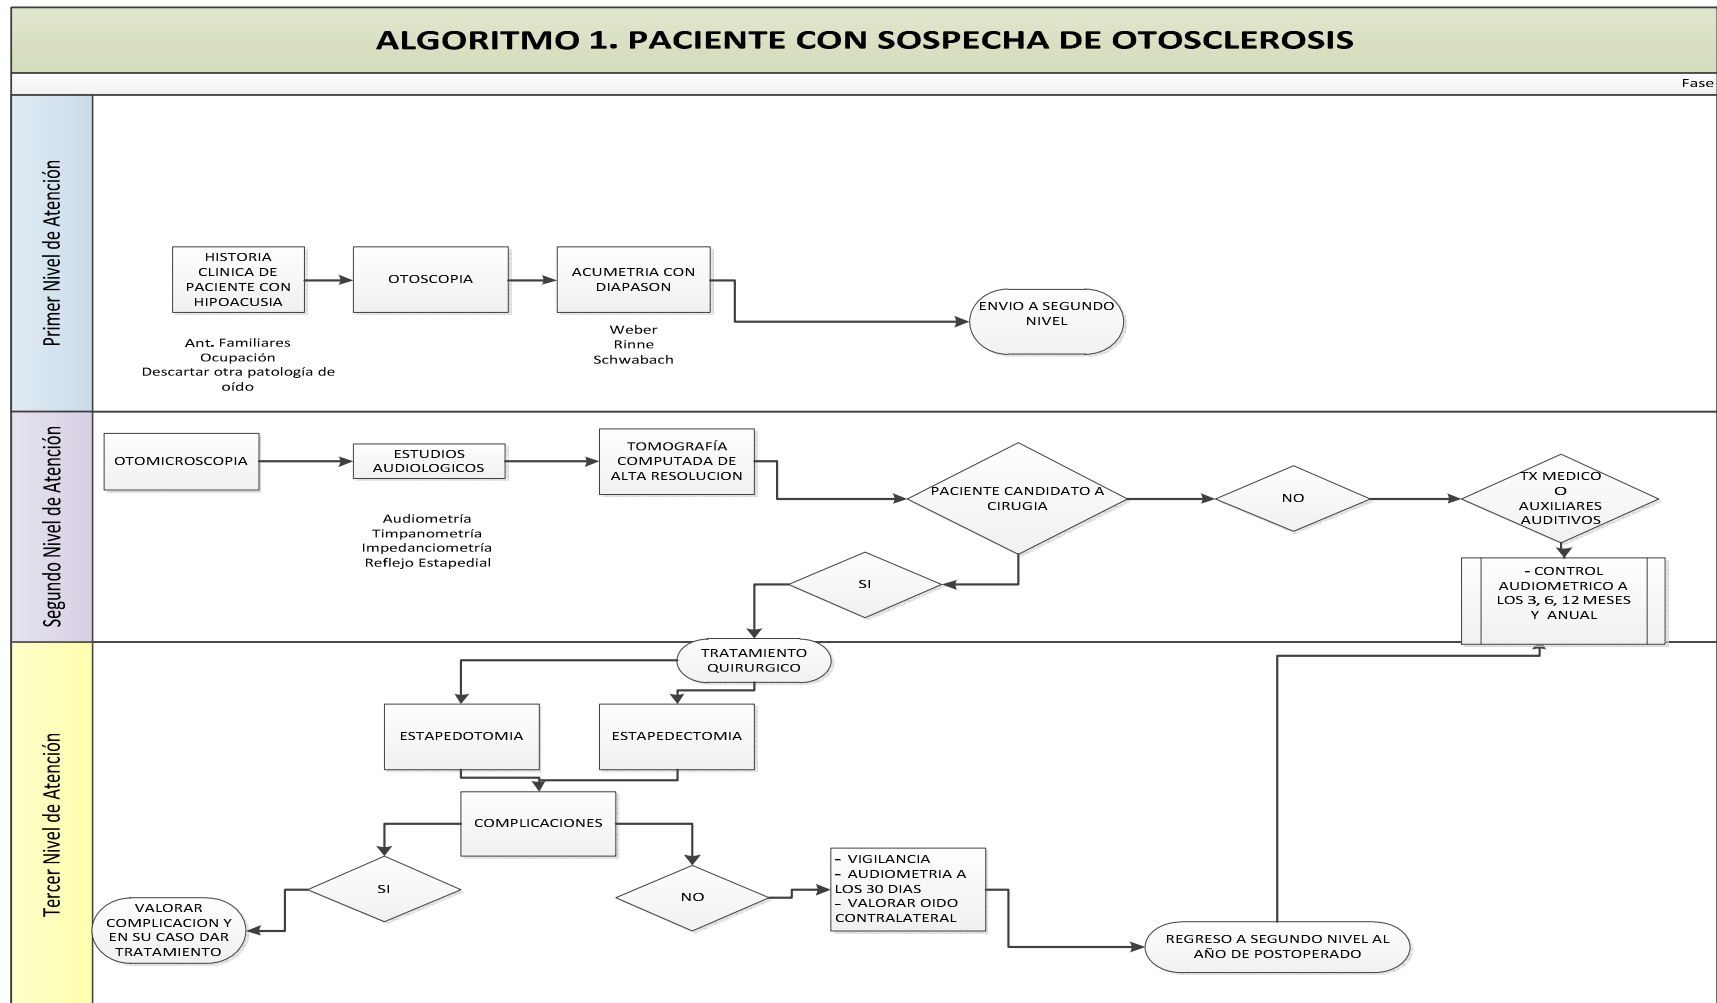 ALGORITMO 1. PACIENTE CON SOSPECHA DE OTOSCLEROSIS
Fase
Primer Nivel de Atención
HISTORIA
CLINICA DE
PACIENTE CON
HIPOACUSIA
Ant. Familiares
Ocupación
Descartar otra patología de
oído
OTOSCOPIA
ACUMETRIA CON
DIAPASON
Weber
Rinne
Schwabach
ENVIO A SEGUNDO
NIVEL
Segundo Nivel de Atención
OTOMICROSCOPIA
ESTUDIOS
AUDIOLOGICOS
Audiometría
Timpanometría
Impedanciometría
Reflejo Estapedial
TOMOGRAFÍA
COMPUTADA DE
ALTA RESOLUCION
PACIENTE CANDIDATO A
CIRUGIA
NO
TX MEDICO
O
AUXILIARES
AUDITIVOS
SI
- CONTROL
AUDIOMETRICO A
LOS 3, 6, 12 MESES
Y ANUAL
Tercer Nivel de Atención
TRATAMIENTO
QUIRURGICO
ESTAPEDOTOMIA
ESTAPEDECTOMIA
COMPLICACIONES
SI
NO
VALORAR
COMPLICACION Y
EN SU CASO DAR
TRATAMIENTO
- VIGILANCIA
- AUDIOMETRIA A
LOS 30 DIAS
- VALORAR OIDO
CONTRALATERAL
REGRESO A SEGUNDO NIVEL AL
AÑO DE POSTOPERADO